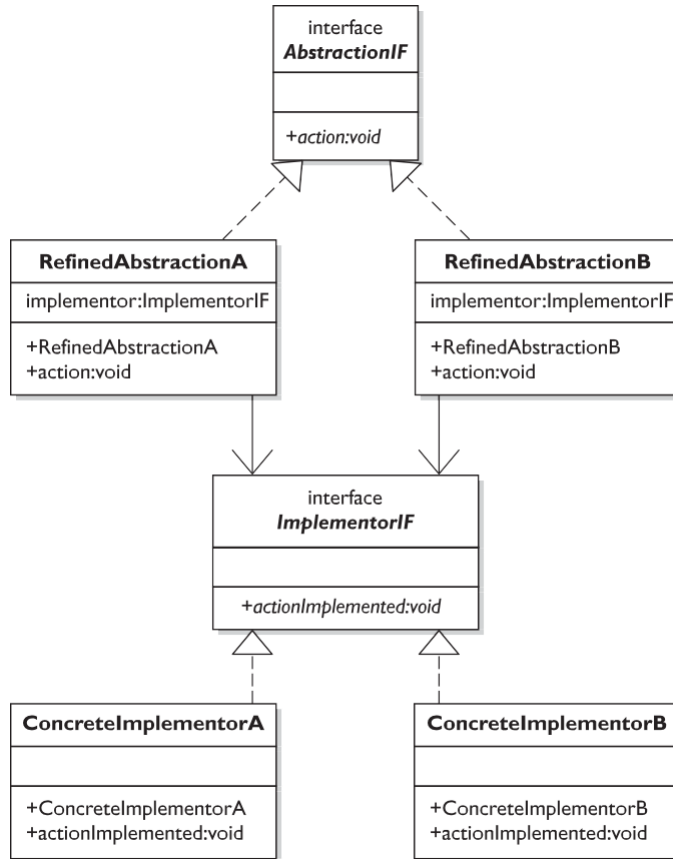 interface
AbstractionIF
+action:void
RefinedAbstractionA
implementor:ImplementorIF
+RefinedAbstractionA
+action:void
RefinedAbstractionB
implementor:ImplementorIF
+RefinedAbstractionB
+action:void
interface
ImplementorIF
+actionImplemented:void
ConcreteImplementorA
+ConcreteImplementorA
+actionImplemented:void
ConcreteImplementorB
+ConcreteImplementorB
+actionImplemented:void